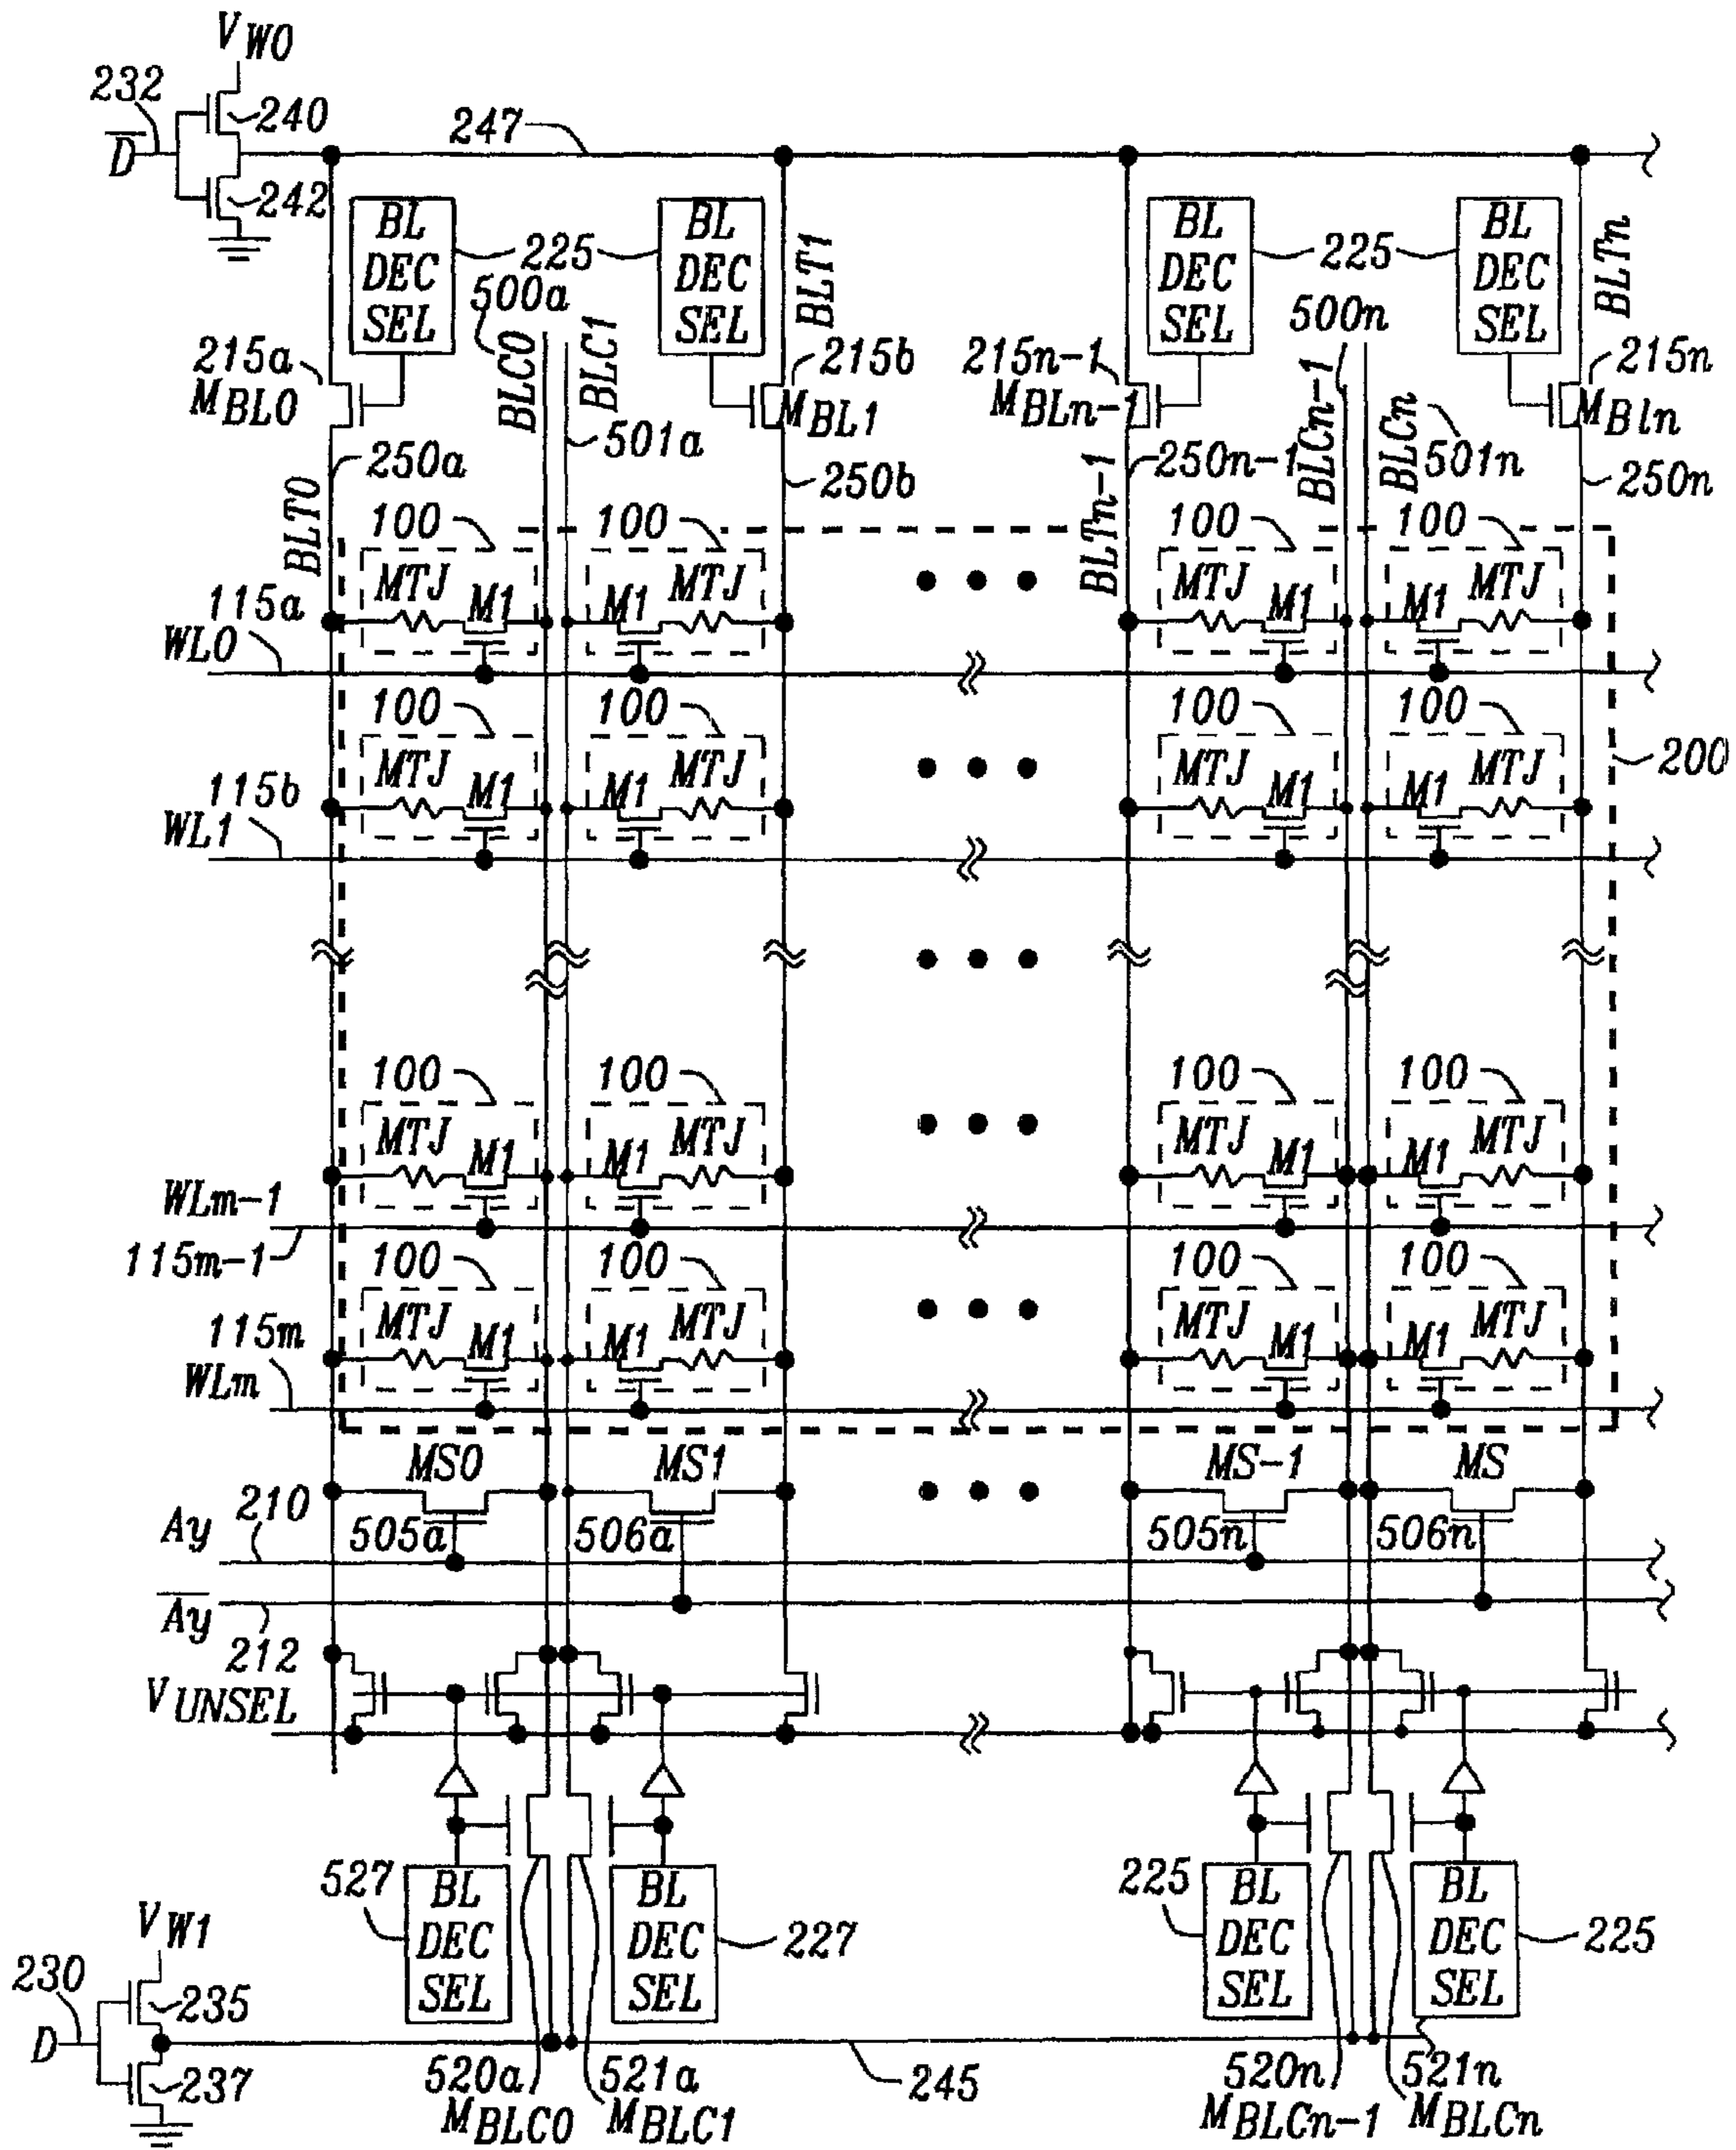 VW0
232
D
240
242
247
BL DEC SEL
225
BL DEC SEL
BLT1
BL DEC SEL
225
BL DEC SEL
BLTn
500a
BLC0
BLC1
500n
BLCn-1
BLCn
215a
MBL0
215b
MBL1
215n-1
MBLn-1
215n
MBln
501a
501n
250a
250b
250n-1
250n
BLT0
BLTn-1
100 100 100 100
MTJ M1 M1 MTJ MTJ M1 M1 MTJ
115a
WL0
100 100 100 100
MTJ M1 M1 MTJ MTJ M1 M1 MTJ
200
115b
WL1
100 100 100 100
MTJ M1 M1 MTJ MTJ M1 M1 MTJ
WLm-1
115m-1
100 100 100 100
MTJ M1 M1 MTJ MTJ M1 M1 MTJ
115m
WLm
MS0 MS1 MS-1 MS
Ay
210
505a 506a 505n 506n
Ay
212
VUNSEL
527
BL DEC SEL
BL DEC SEL
227
225
BL DEC SEL
BL DEC SEL
225
VW1
230
D
235
237
520a
MBLC0
521a
MBLC1
245
520n
MBLCn-1
521n
MBLCn